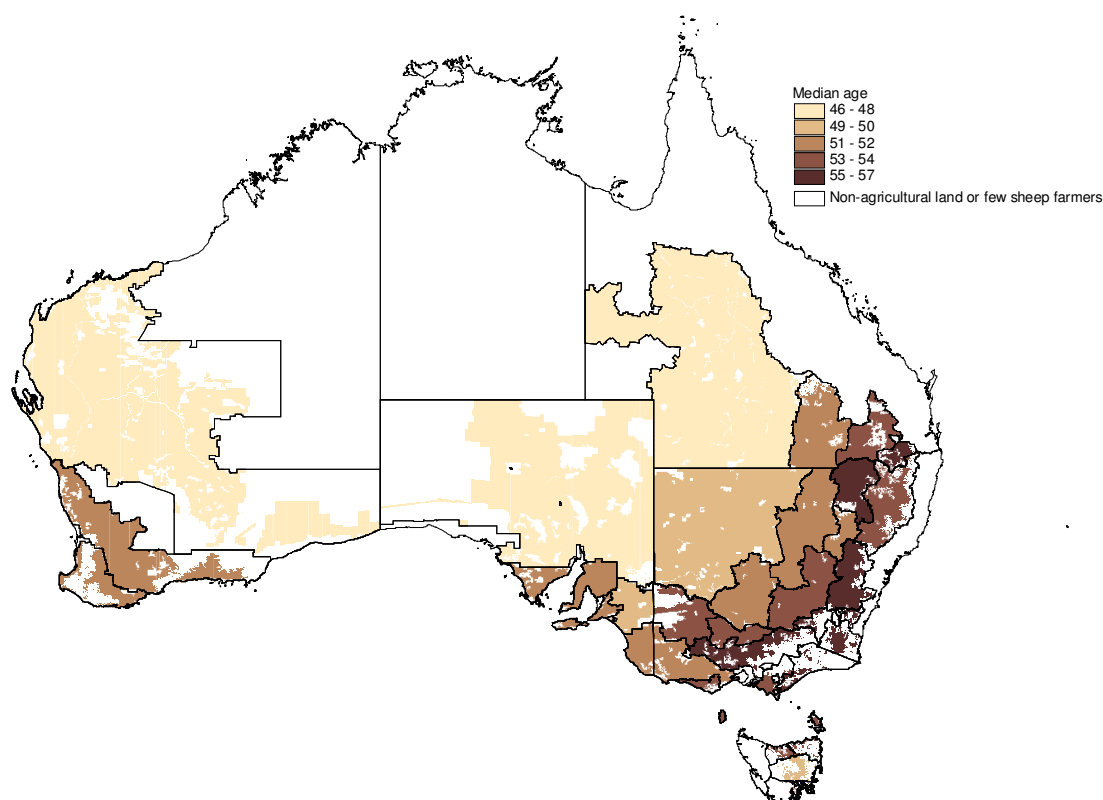 Median age
46 - 48
49 - 50
51 - 52
53 - 54
55 - 57
Non-agricultural land or few sheep farmers